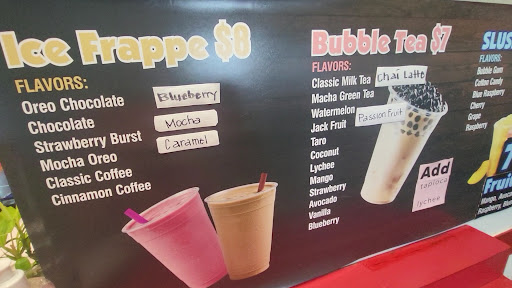 Ice Frappe $8
FLAVORS:
Oreo Chocolate
Chocolate
Strawberry Burst
Mocha Oreo
Classic Coffee
Cinnamon Coffee
Blueberry
Mocha
Caramel
Bubble Tea $7
FLAVORS:
Classic Milk Tea
Chai Latte
Macha Green Tea
Watermelon
Passion Fruit
Jack Fruit
Taro
Coconut
Lychee
Mango
Strawberry
Avocado
Vanilla
Blueberry
Add
tapioca
lychee
SLUS
FLAVORS:
Bubble Gum
Cotton Candy
Blue Raspberry
Cherry
Grape
Raspberry
7
Fruit
Mango,
Raspberry,